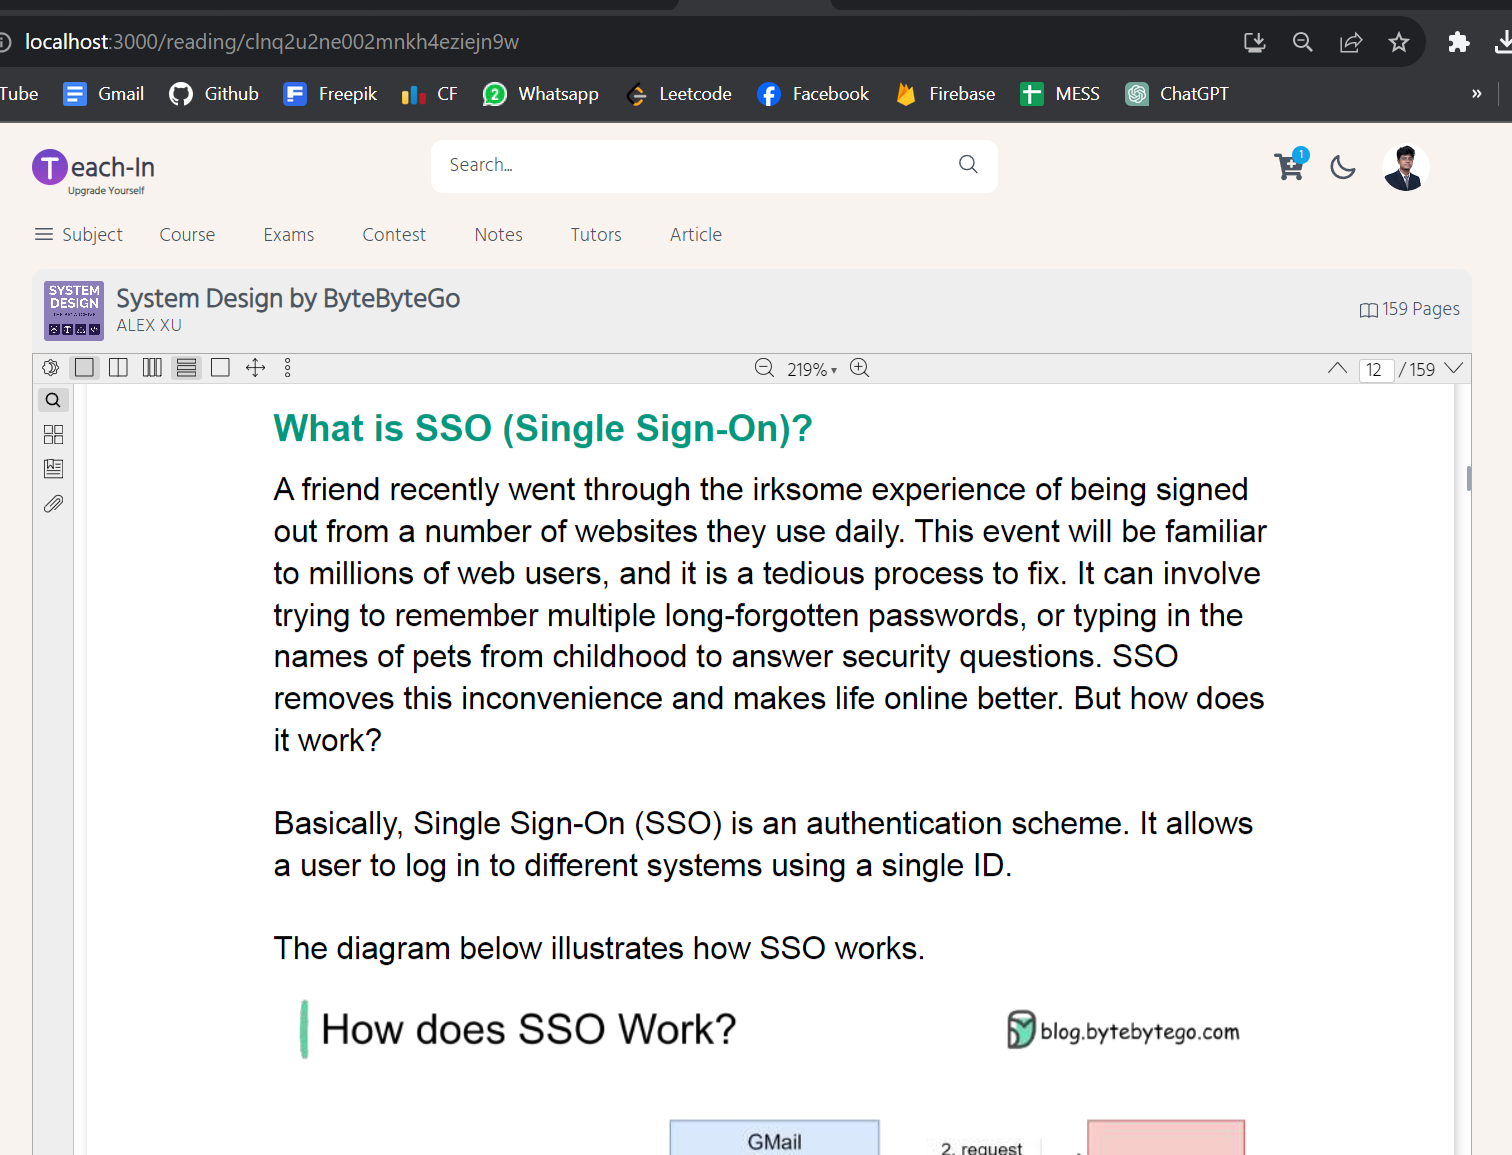 localhost:3000/reading/clnq2u2ne002mnkh4eziejn9w
Tube Gmail Github Freepik CF 2 Whatsapp Leetcode Facebook Firebase MESS ChatGPT »
Teach-In
Upgrade Yourself
Search...
1
Subject Course Exams Contest Notes Tutors Article
SYSTEM
DESIGN
System Design by ByteByteGo
ALEX XU
159 Pages
219% 12 / 159
What is SSO (Single Sign-On)?
A friend recently went through the irksome experience of being signed
out from a number of websites they use daily. This event will be familiar
to millions of web users, and it is a tedious process to fix. It can involve
trying to remember multiple long-forgotten passwords, or typing in the
names of pets from childhood to answer security questions. SSO
removes this inconvenience and makes life online better. But how does
it work?
Basically, Single Sign-On (SSO) is an authentication scheme. It allows
a user to log in to different systems using a single ID.
The diagram below illustrates how SSO works.
How does SSO Work?
blog.bytebytego.com
GMail
2. request